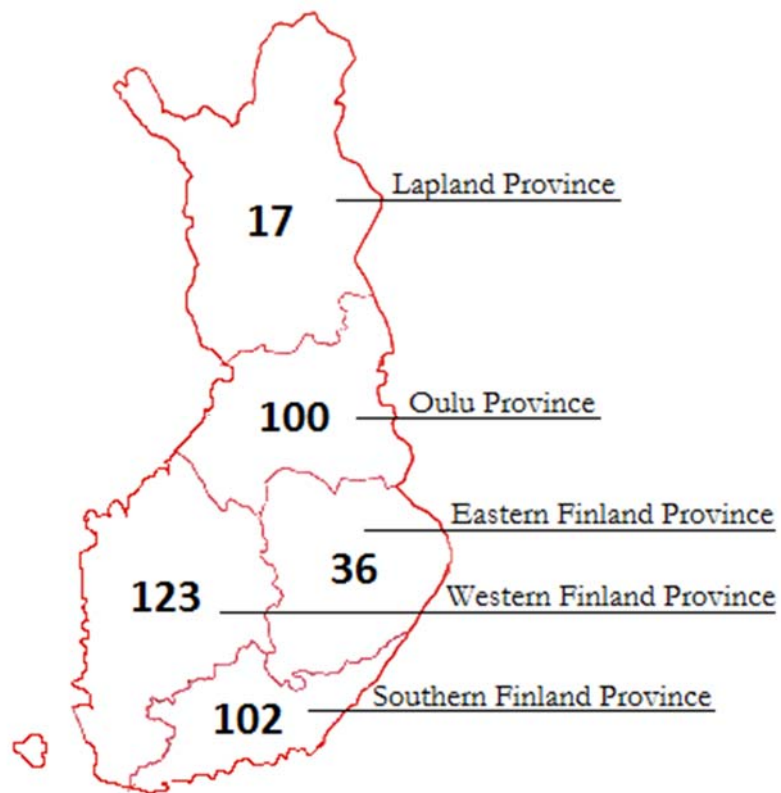 Lapland Province
17
Oulu Province
100
Eastern Finland Province
36
123
Western Finland Province
Southern Finland Province
102